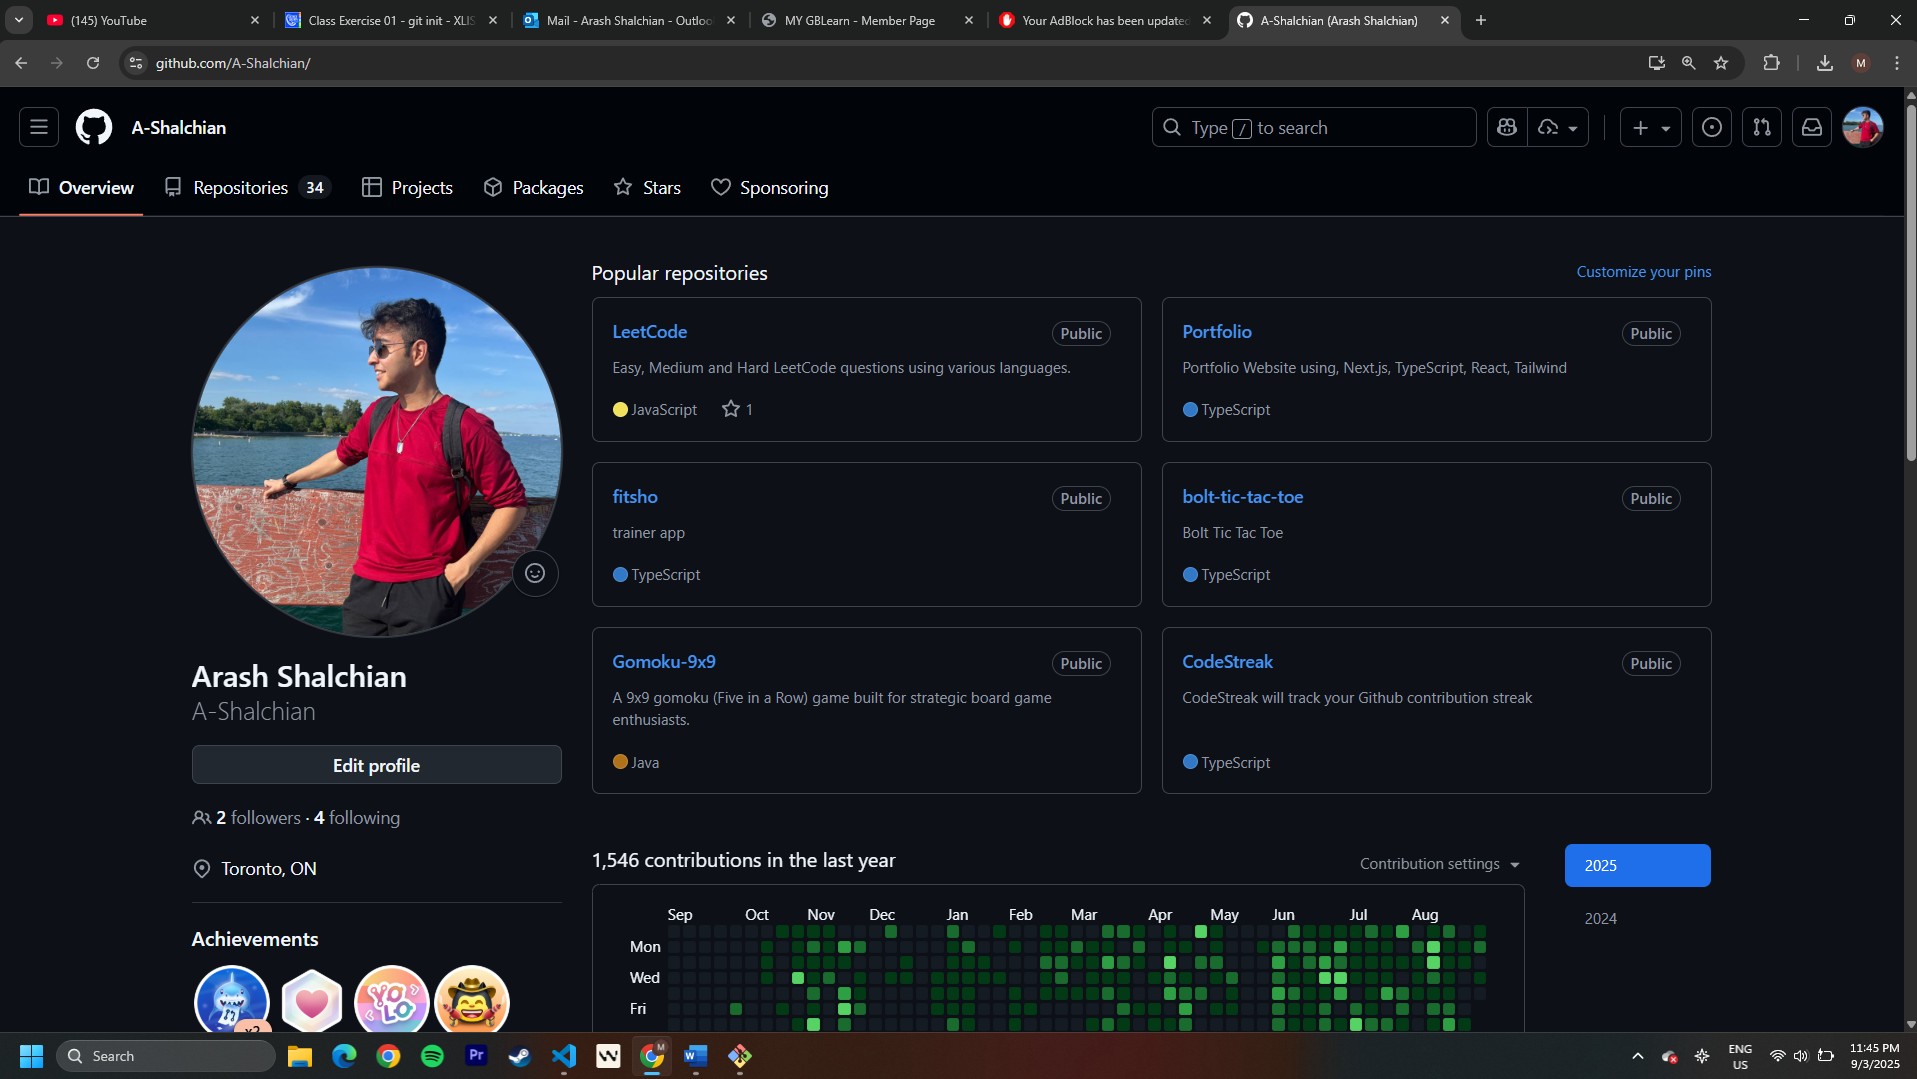 (145) YouTube
Class Exercise 01 - git init - XLIS
Mail - Arash Shalchian - Outloo
MY GBLearn - Member Page
Your AdBlock has been updated
A-Shalchian (Arash Shalchian)
github.com/A-Shalchian/
M
A-Shalchian
Type / to search
Overview
Repositories 34
Projects
Packages
Stars
Sponsoring
Popular repositories
Customize your pins
LeetCode
Public
Easy, Medium and Hard LeetCode questions using various languages.
JavaScript
1
Portfolio
Public
Portfolio Website using, Next.js, TypeScript, React, Tailwind
TypeScript
fitsho
Public
trainer app
TypeScript
bolt-tic-tac-toe
Public
Bolt Tic Tac Toe
TypeScript
Gomoku-9x9
Public
A 9x9 gomoku (Five in a Row) game built for strategic board game
enthusiasts.
Java
CodeStreak
Public
CodeStreak will track your Github contribution streak
TypeScript
Arash Shalchian
A-Shalchian
Edit profile
2 followers · 4 following
Toronto, ON
Achievements
x2
YOLO
1,546 contributions in the last year
Contribution settings
2025
2024
Sep Oct Nov Dec Jan Feb Mar Apr May Jun Jul Aug
Mon
Wed
Fri
Search
Pr
M
ENG
US
11:45 PM
9/3/2025